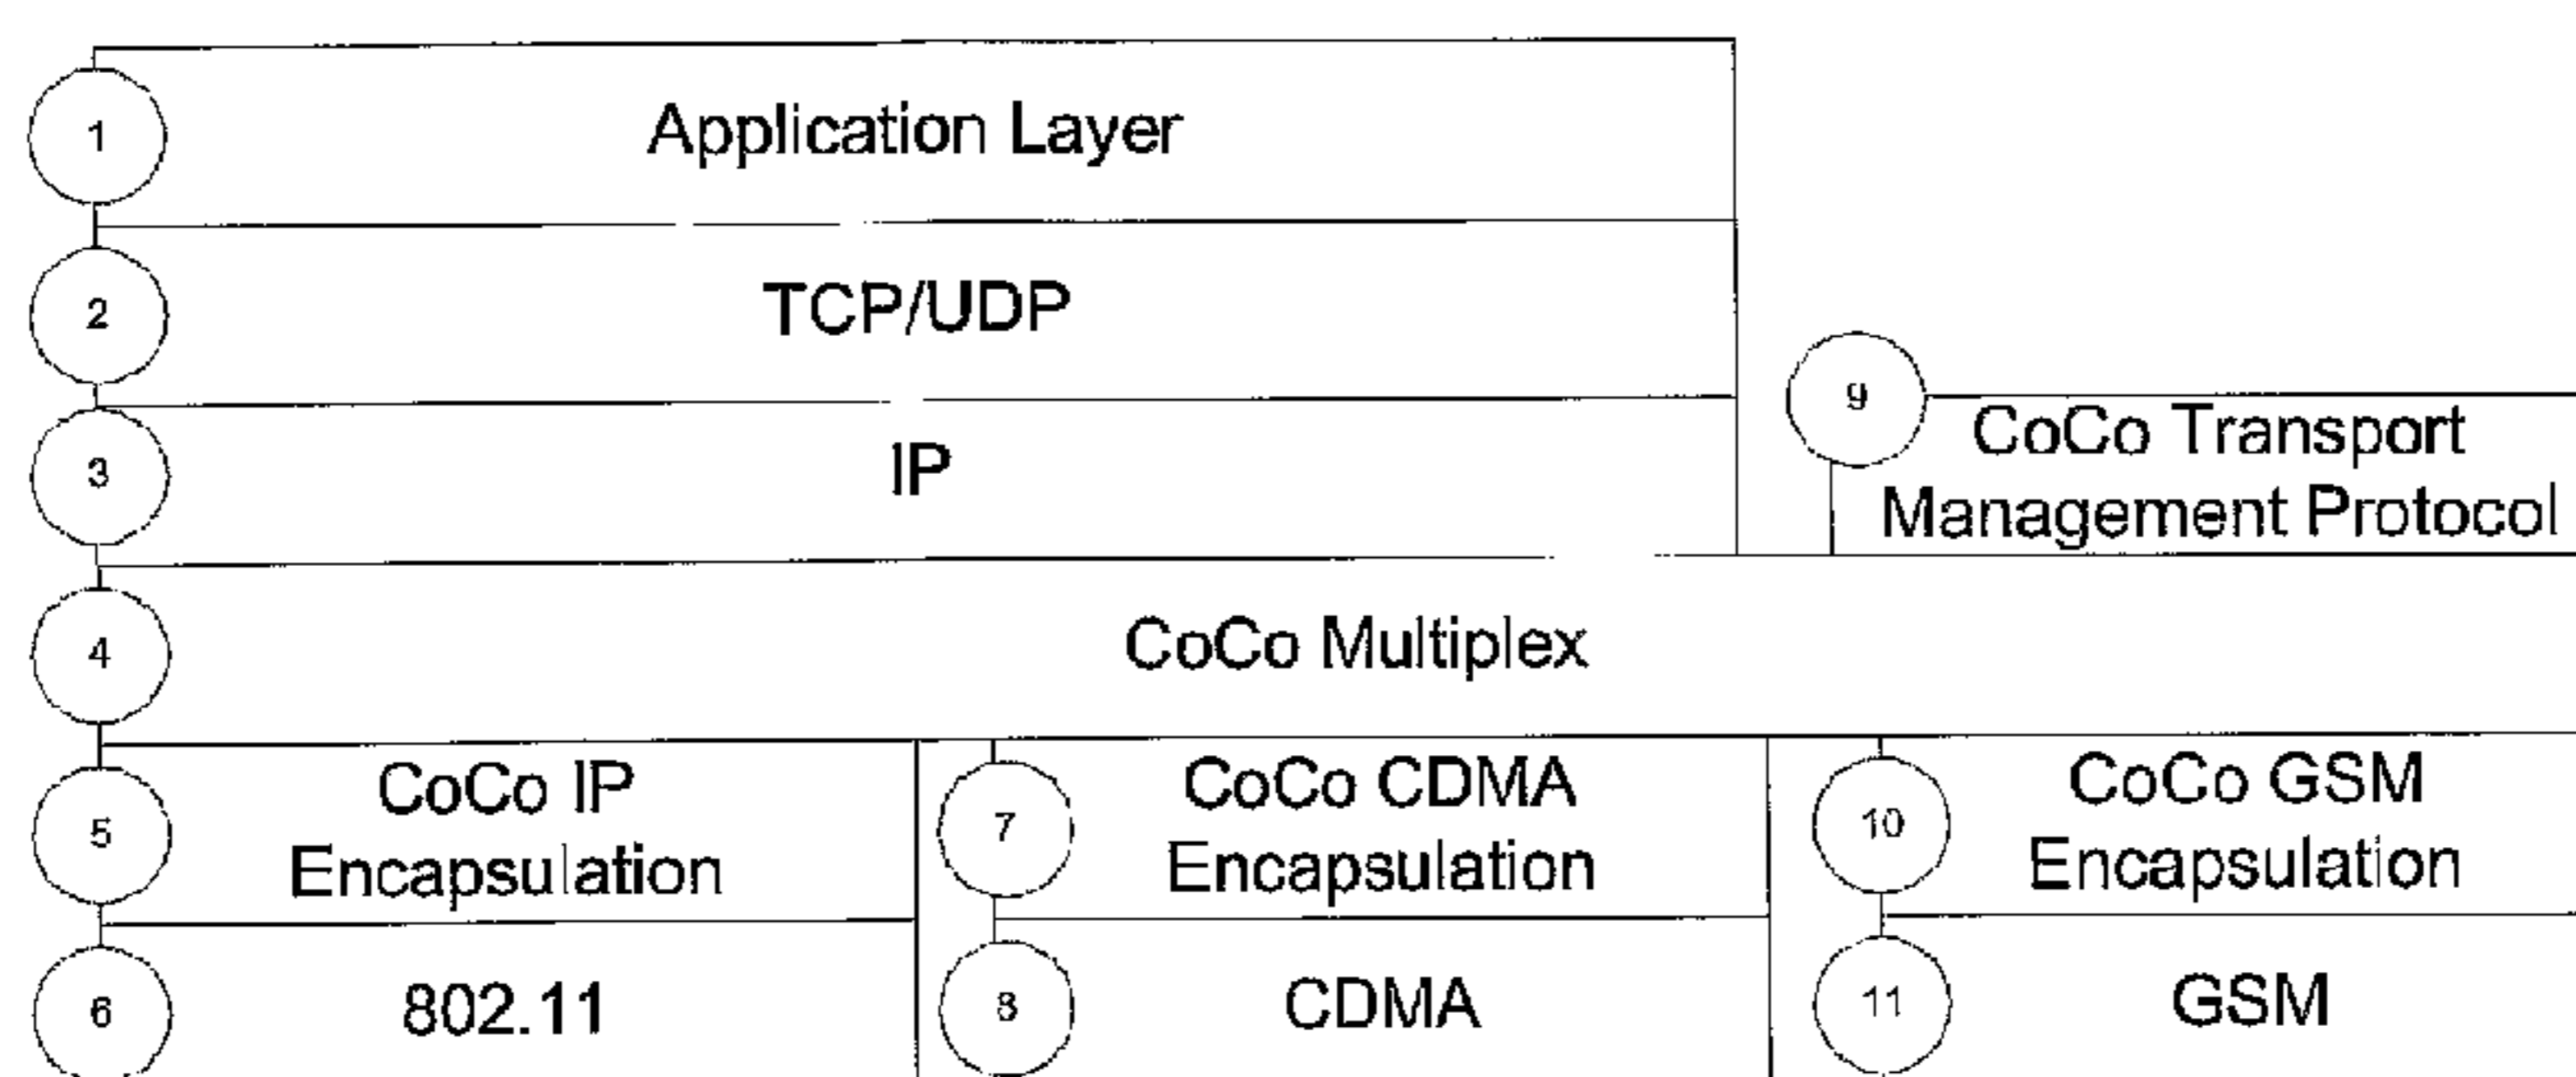 1
Application Layer
2
TCP/UDP
9
CoCo Transport
Management Protocol
3
IP
4
CoCo Multiplex
5
CoCo IP
Encapsulation
7
CoCo CDMA
Encapsulation
10
CoCo GSM
Encapsulation
6
802.11
8
CDMA
11
GSM